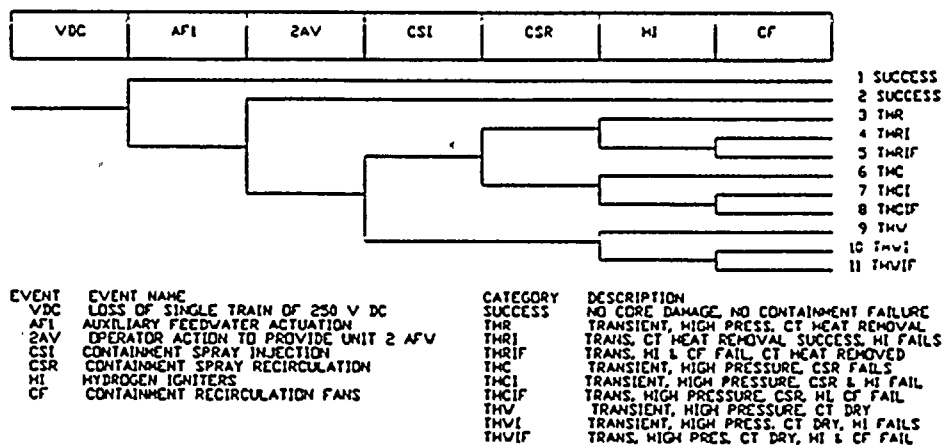 VDC AFI 2AV CSI CSR HI CF
1 SUCCESS
2 SUCCESS
3 THR
4 THRI
5 THRIF
6 THC
7 THCI
8 THCIF
9 THW
10 THWI
11 THWIF
EVENT EVENT NAME
VDC LOSS OF SINGLE TRAIN OF 250 V DC
AFI AUXILIARY FEEDWATER ACTUATION
2AV OPERATOR ACTION TO PROVIDE UNIT 2 AFW
CSI CONTAINMENT SPRAY INJECTION
CSR CONTAINMENT SPRAY RECIRCULATION
HI HYDROGEN IGNITERS
CF CONTAINMENT RECIRCULATION FANS
CATEGORY DESCRIPTION
SUCCESS NO CORE DAMAGE, NO CONTAINMENT FAILURE
THR TRANSIENT, HIGH PRESS, CT HEAT REMOVAL
THRI TRANS, CT HEAT REMOVAL SUCCESS, HI FAILS
THRIF TRANS, HI & CF FAIL, CT HEAT REMOVED
THC TRANSIENT, HIGH PRESSURE, CSR FAILS
THCI TRANSIENT, HIGH PRESSURE, CSR & HI FAIL
THCIF TRANS, HIGH PRESSURE, CSR, HI, CF FAIL
THW TRANSIENT, HIGH PRESSURE, CT DRY
THWI TRANSIENT, HIGH PRESS, CT DRY, HI FAILS
THWIF TRANS, HIGH PRES, CT DRY, HI & CF FAIL